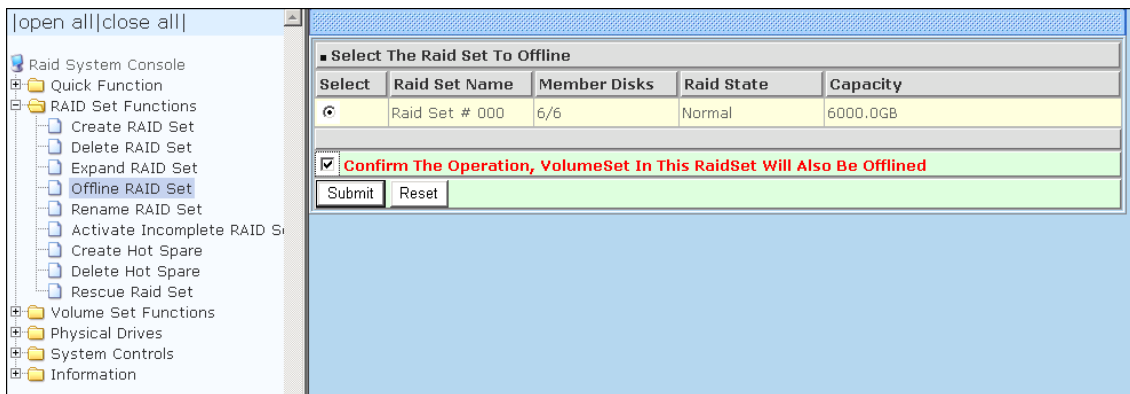 |open all|close all|
Raid System Console
Quick Function
RAID Set Functions
Create RAID Set
Delete RAID Set
Expand RAID Set
Offline RAID Set
Rename RAID Set
Activate Incomplete RAID S
Create Hot Spare
Delete Hot Spare
Rescue Raid Set
Volume Set Functions
Physical Drives
System Controls
Information
Select The Raid Set To Offline
Select Raid Set Name Member Disks Raid State Capacity
Raid Set # 000 6/6 Normal 6000.0GB
Confirm The Operation, VolumeSet In This RaidSet Will Also Be Offlined
Submit Reset